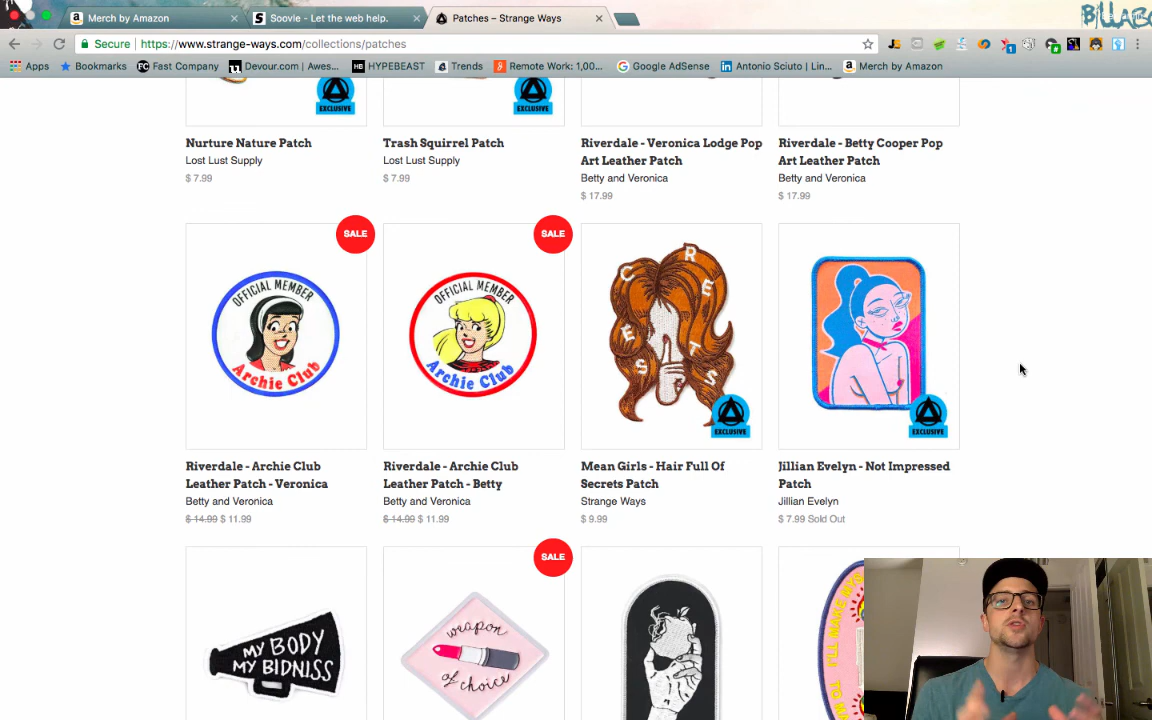 BILLABO
Merch by Amazon
Soovle - Let the web help.
Patches – Strange Ways
Secure
https://www.strange-ways.com/collections/patches
Apps
Bookmarks
FC Fast Company
Devour.com | Awes...
HB HYPEBEAST
Trends
Remote Work: 1,00...
Google AdSense
in Antonio Sciuto | Lin...
Merch by Amazon
EXCLUSIVE
EXCLUSIVE
Nurture Nature Patch
Lost Lust Supply
$ 7.99
Trash Squirrel Patch
Lost Lust Supply
$ 7.99
Riverdale - Veronica Lodge Pop
Art Leather Patch
Betty and Veronica
$ 17.99
Riverdale - Betty Cooper Pop
Art Leather Patch
Betty and Veronica
$ 17.99
SALE
OFFICIAL MEMBER
Archie Club
SALE
OFFICIAL MEMBER
Archie Club
SECRETS
EXCLUSIVE
EXCLUSIVE
Riverdale - Archie Club
Leather Patch - Veronica
Betty and Veronica
$ 14.99 $ 11.99
Riverdale - Archie Club
Leather Patch - Betty
Betty and Veronica
$ 14.99 $ 11.99
Mean Girls - Hair Full Of
Secrets Patch
Strange Ways
$ 9.99
Jillian Evelyn - Not Impressed
Patch
Jillian Evelyn
$ 7.99 Sold Out
MY BODY
MY BIDNISS
SALE
weapon
of choice